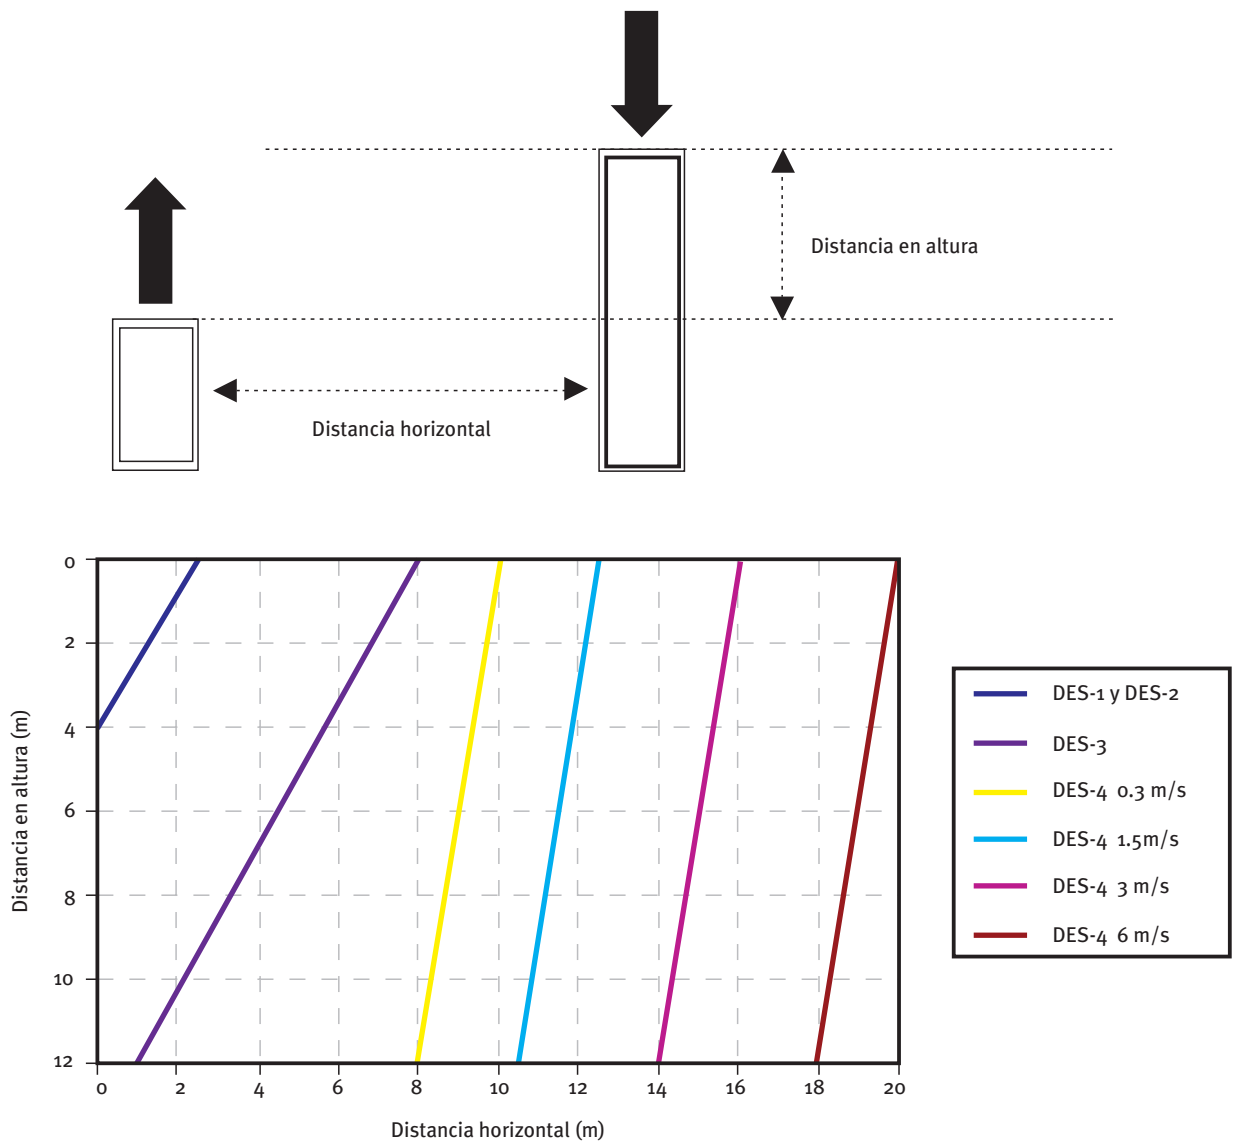 Distancia en altura
Distancia horizontal
0
2
4
6
8
10
12
Distancia en altura (m)
0 2 4 6 8 10 12 14 16 18 20
Distancia horizontal (m)
DES-1 y DES-2
DES-3
DES-4 0.3 m/s
DES-4 1.5m/s
DES-4 3 m/s
DES-4 6 m/s